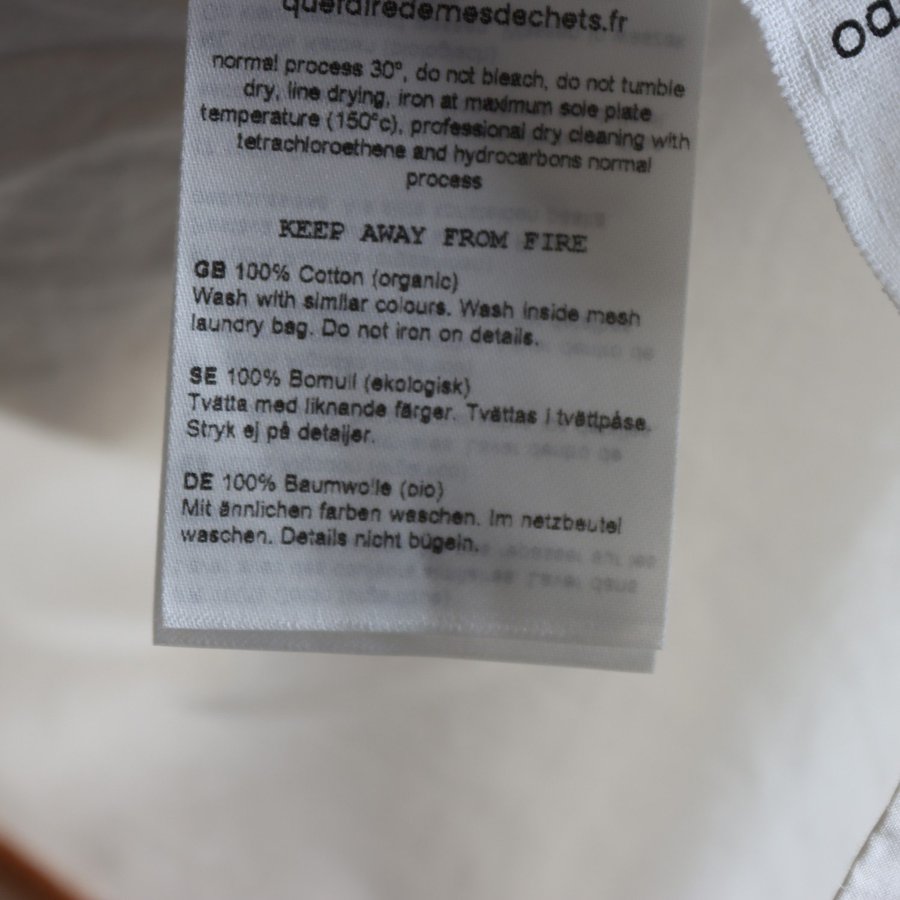 quefairedemesdechets.fr
normal process 30°, do not bleach, do not tumble
dry, line drying, iron at maximum sole plate
temperature (150°c), professional dry cleaning with
tetrachloroethene and hydrocarbons normal
process
KEEP AWAY FROM FIRE
GB 100% Cotton (organic)
Wash with similar colours. Wash inside mesh
laundry bag. Do not iron on details.
SE 100% Bomull (ekologisk)
Tvätta med liknande färger. Tvättas i tvättpåse.
Stryk ej på detaljer.
DE 100% Baumwolle (bio)
Mit ännlichen farben waschen. Im netzbeutel
waschen. Details nicht bügeln.